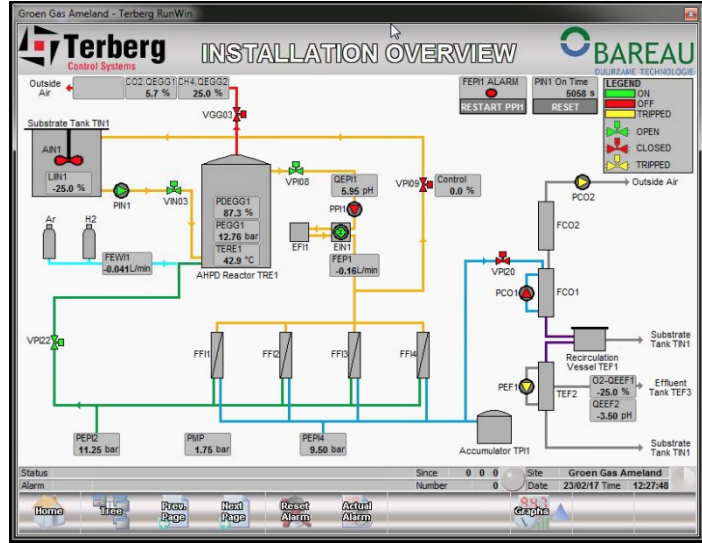 Groen Gas Ameland - Terberg RunWin
Terberg
Control Systems
INSTALLATION OVERVIEW
BAREAU
DUURZAME TECHNOLOGIE
Outside Air
CO2.QEGG1
5.7 %
CH4.QEGG2
25.0 %
FEPI1 ALARM
RESTART PPI1
PIN1 On Time
5058 s
RESET
LEGEND
ON
OFF
TRIPPED
OPEN
CLOSED
TRIPPED
VGG03
Substrate Tank TIN1
AIN1
LIIN1
-25.0 %
PIN1
VIN03
VPI08
QEPI1
5.95 pH
PPI1
VPI09
Control
0.0 %
PCO2
Outside Air
PDEGG1
87.3 %
PEGG1
12.76 bar
TERE1
42.9 °C
AHPD Reactor TRE1
Ar
H2
FEWI1
-0.041L/min
EFI1
EIN1
FEP1
-0.16L/min
FCO2
VPI20
PCO1
FCO1
VPI22
FFI1
FFI2
FFI3
FFI4
Substrate
Tank TIN1
Recirculation
Vessel TEF1
PEF1
TEF2
O2-QEEF1
-25.0 %
QEEF2
-3.50 pH
Effluent
Tank TEF3
PEPI2
11.25 bar
PMP
1.75 bar
PEPI4
9.50 bar
Accumulator TPI1
Substrate
Tank TIN1
Status
Since 0 0 0
Site Groen Gas Ameland
Alarm
Number 0
Date 23/02/17 Time 12:27:48
Home
Tree
Prev. Page
Next Page
Reset Alarm
Actual Alarm
Graphs